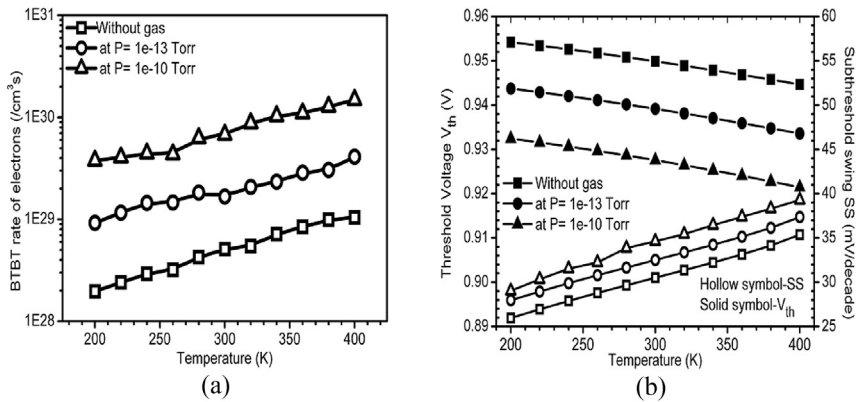 1E31
1E30
1E29
1E28
BTBT rate of electrons (/cm³s)
Without gas
at P= 1e-13 Torr
at P= 1e-10 Torr
200 250 300 350 400
Temperature (K)
(a)
0.96
0.95
0.94
0.93
0.92
0.91
0.90
0.89
Threshold Voltage Vth (V)
Without gas
at P= 1e-13 Torr
at P= 1e-10 Torr
Hollow symbol-SS
Solid symbol-Vth
60
55
50
45
40
35
30
25
Subthreshold swing SS (mV/decade)
200 250 300 350 400
Temperature (K)
(b)